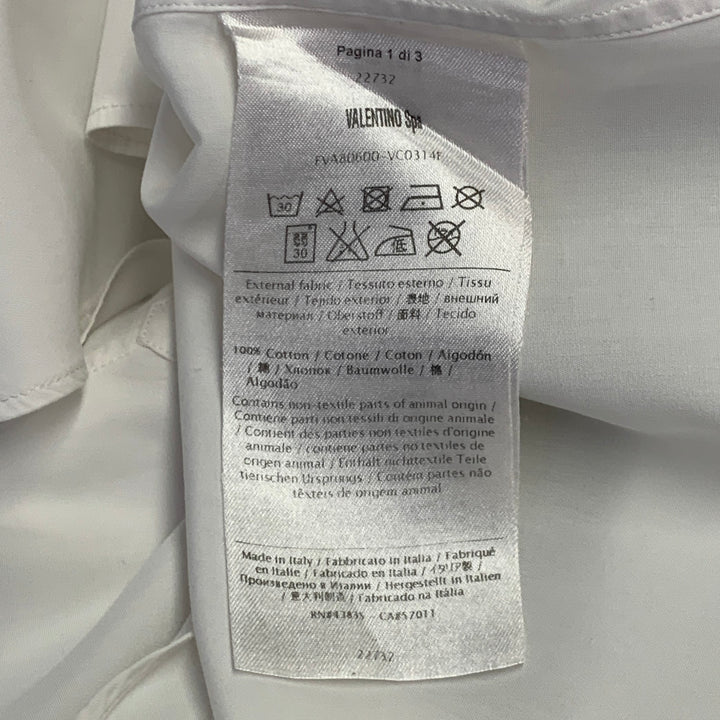 Pagina 1 di 3
22732
VALENTINO Spa
FVA80600-VC0314F
30
30 低
External fabric / Tessuto esterno / Tissu
extérieur / Tejido exterior / 表地 / внешний
материал / Oberstoff / 面料 / Tecido
exterior
100% Cotton / Cotone / Coton / Algodón
/ 綿 / Хлопок / Baumwolle / 棉 /
Algodão
Contains non-textile parts of animal origin /
Contiene parti non tessili di origine animale
/ Contient des parties non textiles d'origine
animale / contiene partes no textiles de
origen animal / Enthält nichttextile Teile
tierischen Ursprungs / Contém partes não
têxteis de origem animal
Made in Italy / Fabbricato in Italia / Fabriqué
en Italie / Fabricado en Italia / イタリア製 /
Произведено в Италии / Hergestellt in Italien
/ 意大利制造 / Fabricado na Itália
RN#43835 - CA#57011
22732